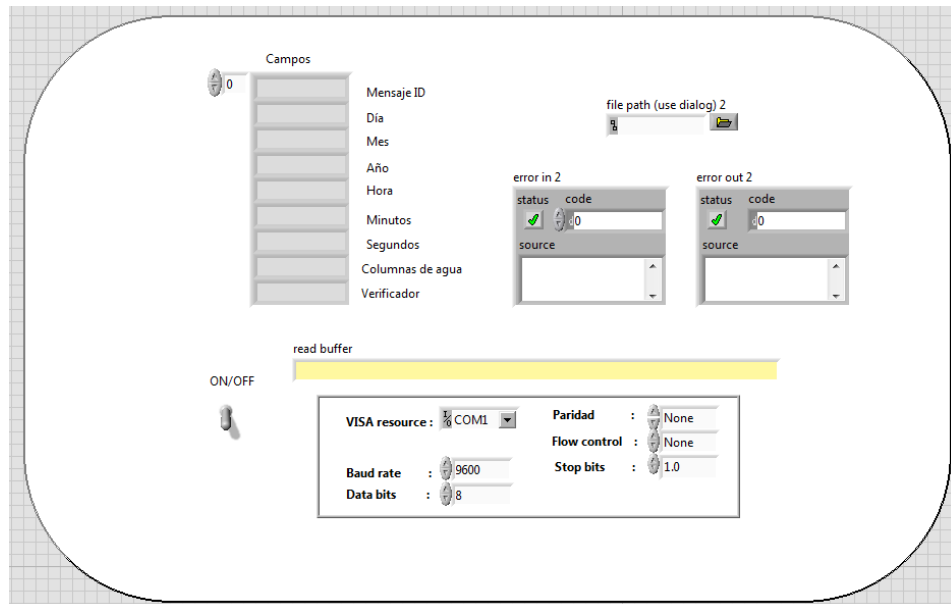 Campos
0
Mensaje ID
Día
Mes
Año
Hora
Minutos
Segundos
Columnas de agua
Verificador
file path (use dialog) 2
error in 2
status code
0
source
error out 2
status code
0
source
read buffer
ON/OFF
VISA resource : COM1
Baud rate : 9600
Data bits : 8
Paridad : None
Flow control : None
Stop bits : 1.0